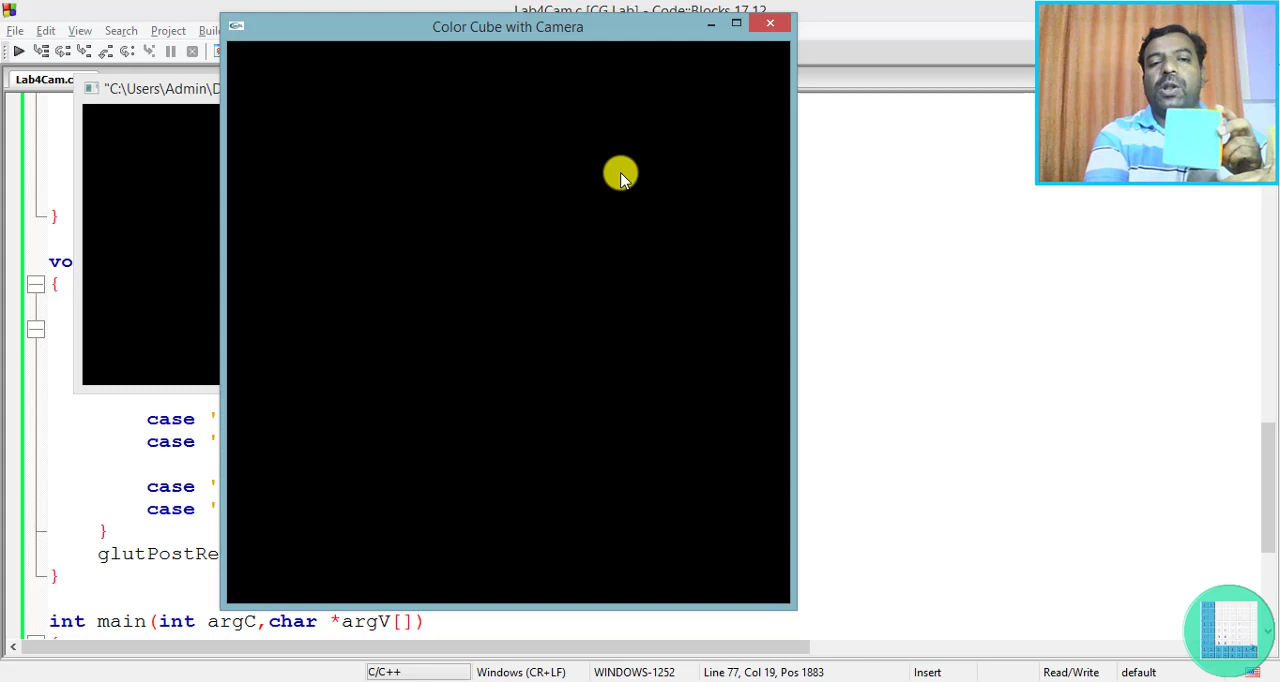 Lab4Cam.c [CG Lab] - Code::Blocks 17.12
Color Cube with Camera
File Edit View Search Project Buil
Lab4Cam.c
"C:\Users\Admin\D
}
vo
{
case '
case '
case '
case '
}
glutPostRe
}
int main(int argC,char *argV[])
C/C++ Windows (CR+LF) WINDOWS-1252 Line 77, Col 19, Pos 1883 Insert Read/Write default